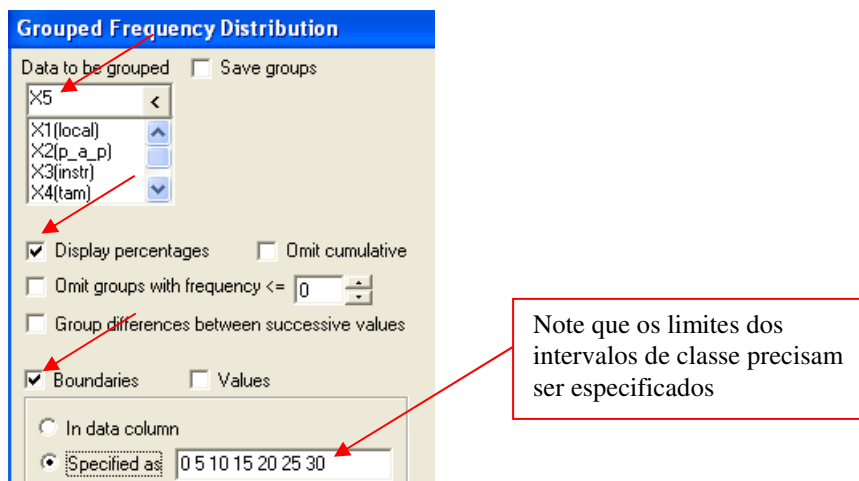 Grouped Frequency Distribution
Data to be grouped Save groups
X5 <
X1(local)
X2(p_a_p)
X3(instr)
X4(tam)
Display percentages Omit cumulative
Omit groups with frequency <= 0
Group differences between successive values
Boundaries Values
In data column
Specified as 0 5 10 15 20 25 30
Note que os limites dos
intervalos de classe precisam
ser especificados